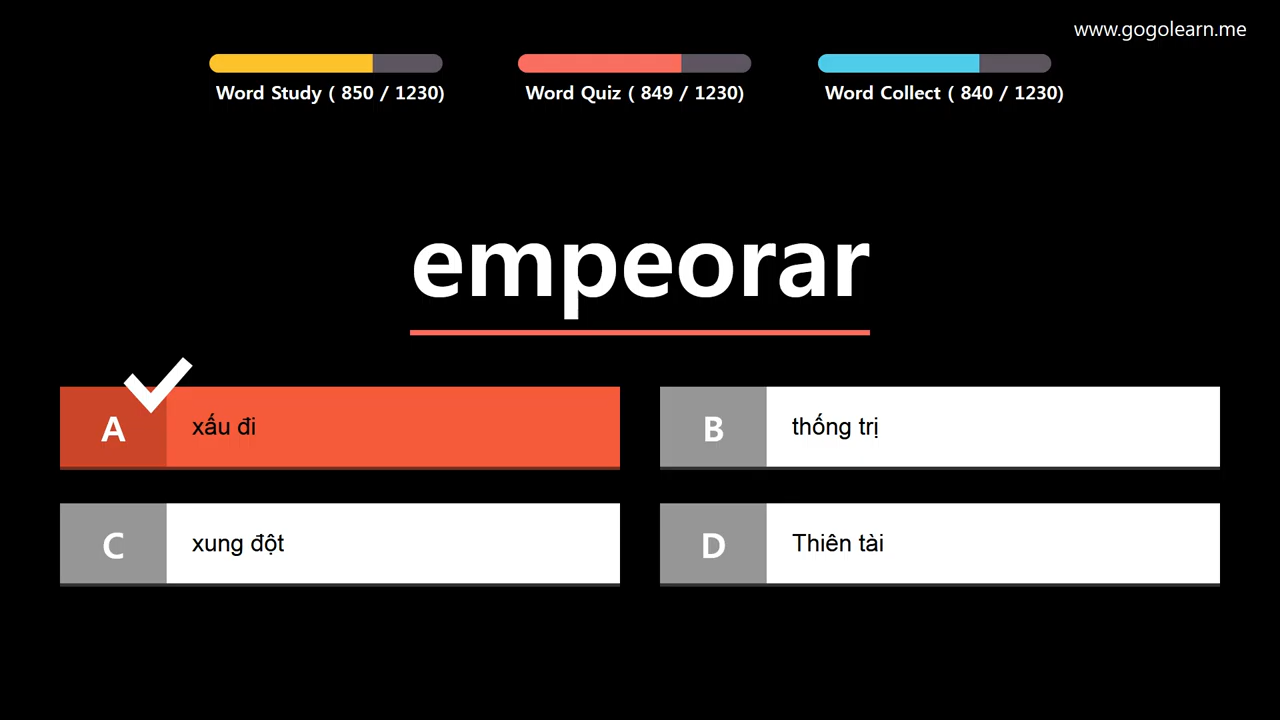 www.gogolearn.me
Word Study ( 850 / 1230)
Word Quiz ( 849 / 1230)
Word Collect ( 840 / 1230)
empeorar
A xấu đi
B thống trị
C xung đột
D Thiên tài